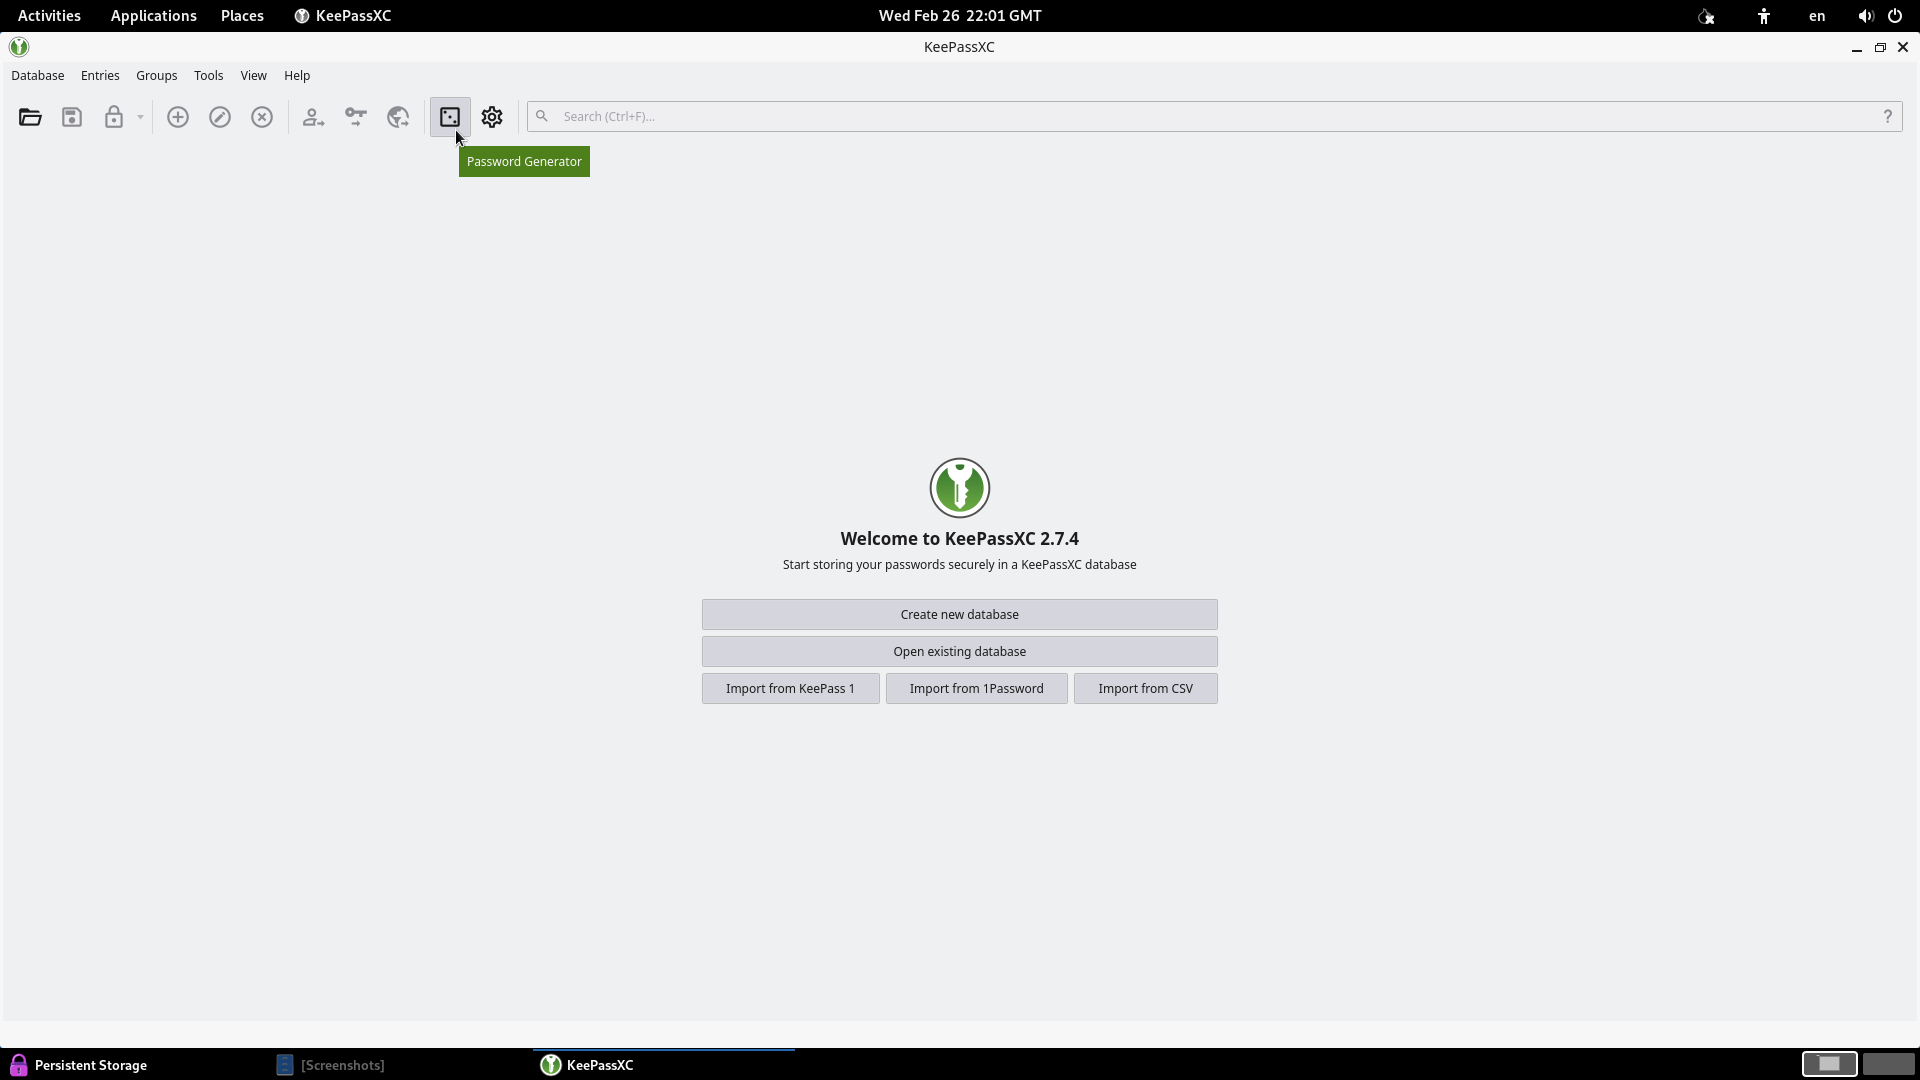 Activities Applications Places KeePassXC Wed Feb 26 22:01 GMT en
KeePassXC
Database Entries Groups Tools View Help
Search (Ctrl+F)... ?
Password Generator
Welcome to KeePassXC 2.7.4
Start storing your passwords securely in a KeePassXC database
Create new database
Open existing database
Import from KeePass 1 Import from 1Password Import from CSV
Persistent Storage [Screenshots] KeePassXC